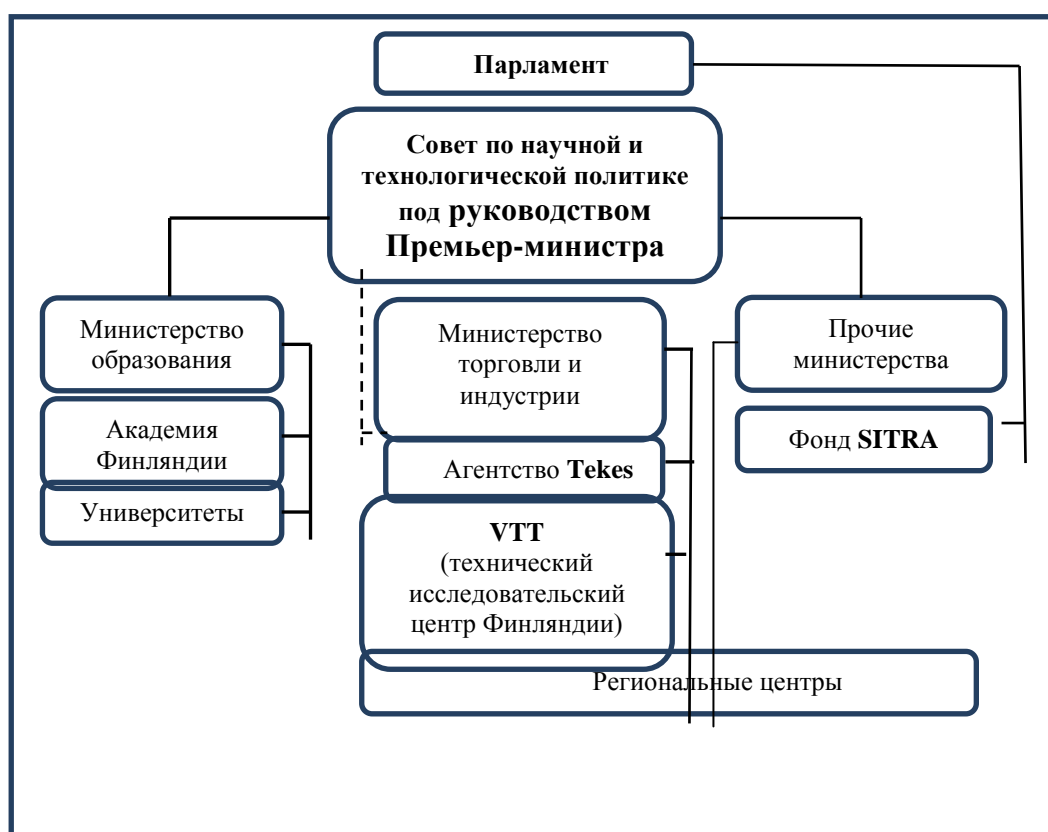 Парламент
Совет по научной и
технологической политике
под руководством
Премьер-министра
Министерство
образования
Министерство
торговли и
индустрии
Прочие
министерства
Академия
Финляндии
Фонд SITRA
Агентство Tekes
Университеты
VTT
(технический
исследовательский
центр Финляндии)
Региональные центры